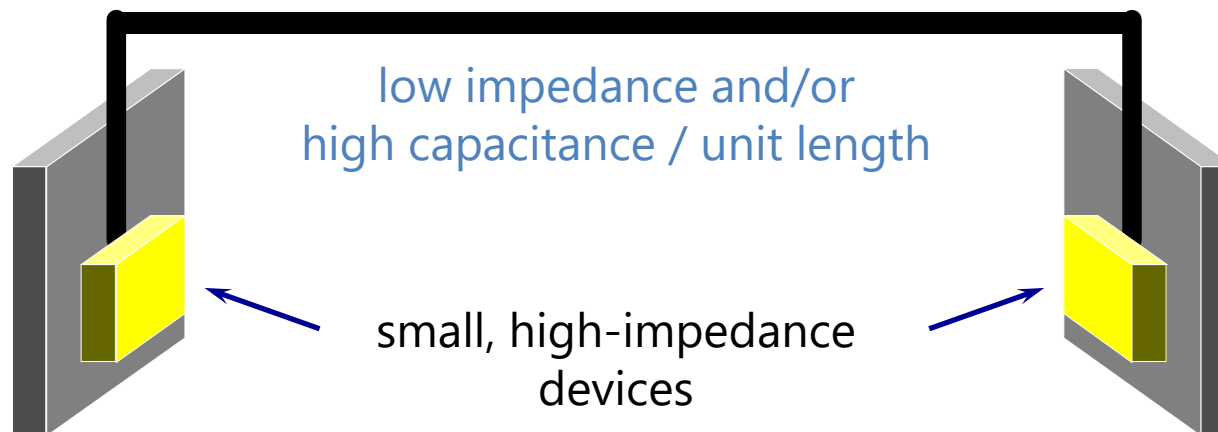 low impedance and/or
high capacitance / unit length
small, high-impedance
devices